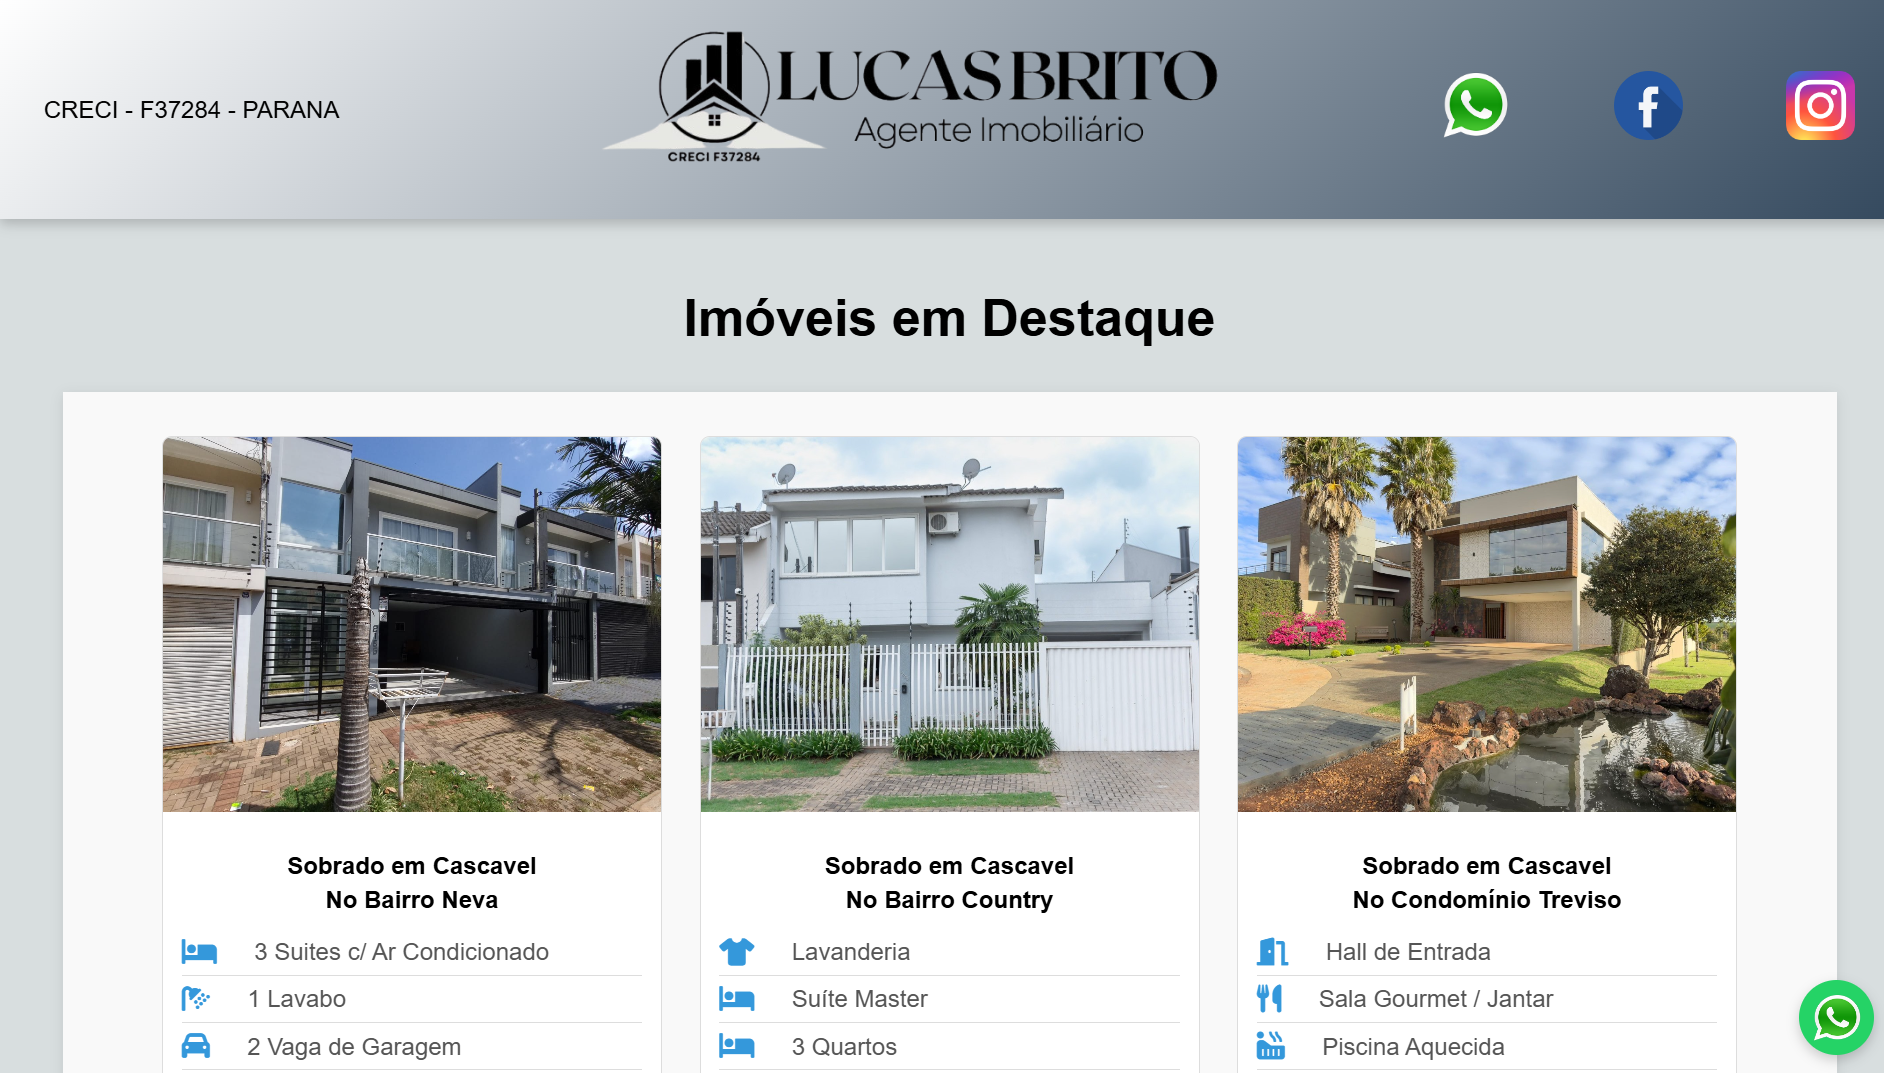 CRECI - F37284 - PARANA
LUCAS BRITO
Agente Imobiliário
CRECI F37284
Imóveis em Destaque
Sobrado em Cascavel
No Bairro Neva
3 Suites c/ Ar Condicionado
1 Lavabo
2 Vaga de Garagem
Sobrado em Cascavel
No Bairro Country
Lavanderia
Suíte Master
3 Quartos
Sobrado em Cascavel
No Condomínio Treviso
Hall de Entrada
Sala Gourmet / Jantar
Piscina Aquecida